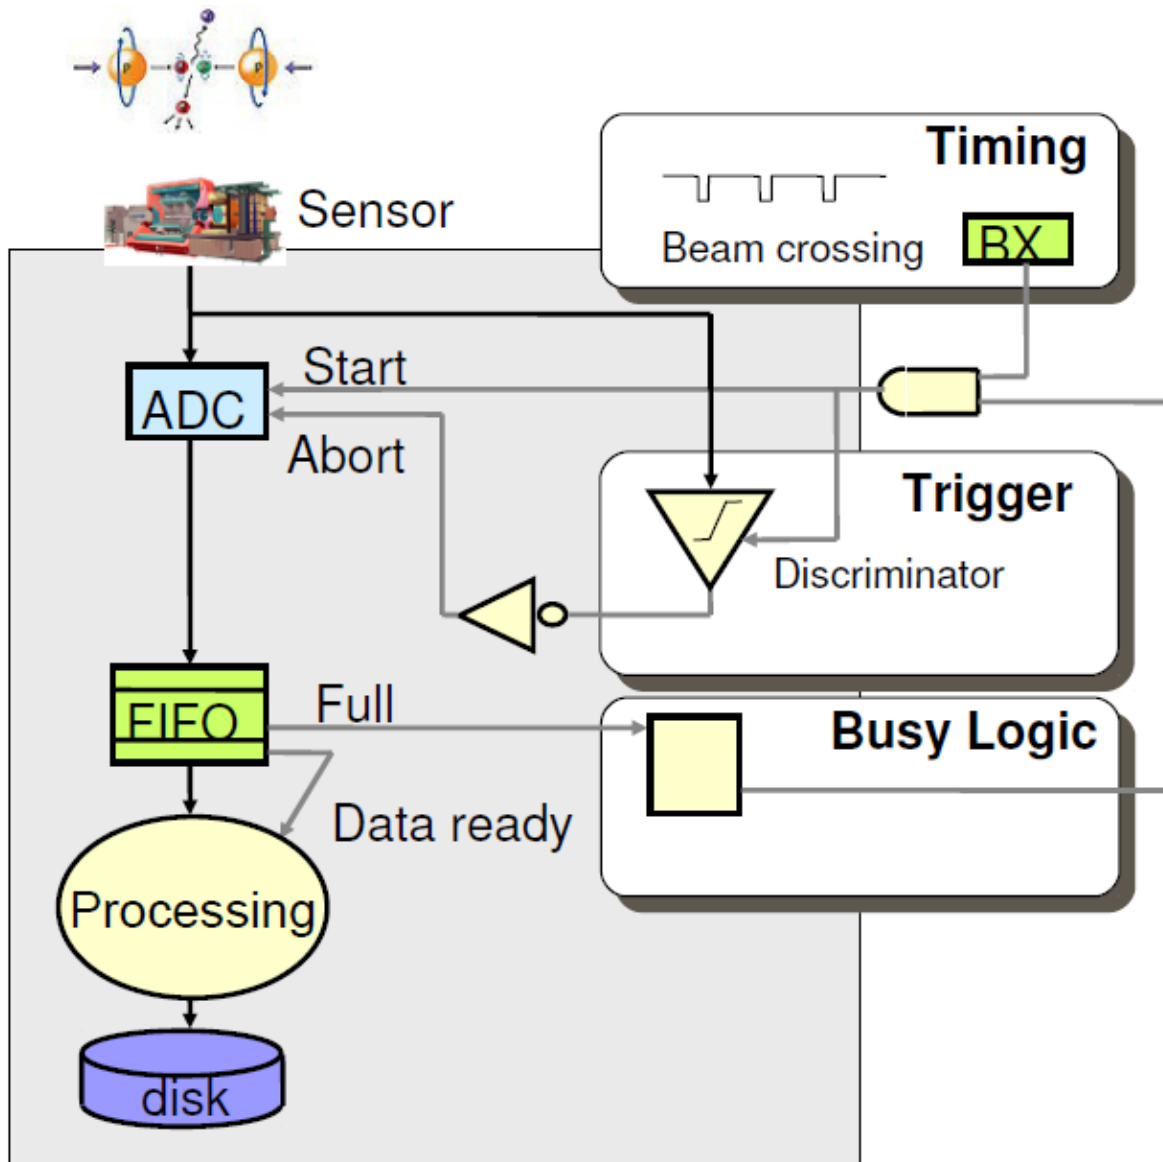 Timing
Sensor
Beam crossing
BX
Start
ADC
Abort
Trigger
Discriminator
Full
FIFO
Busy Logic
Data ready
Processing
disk